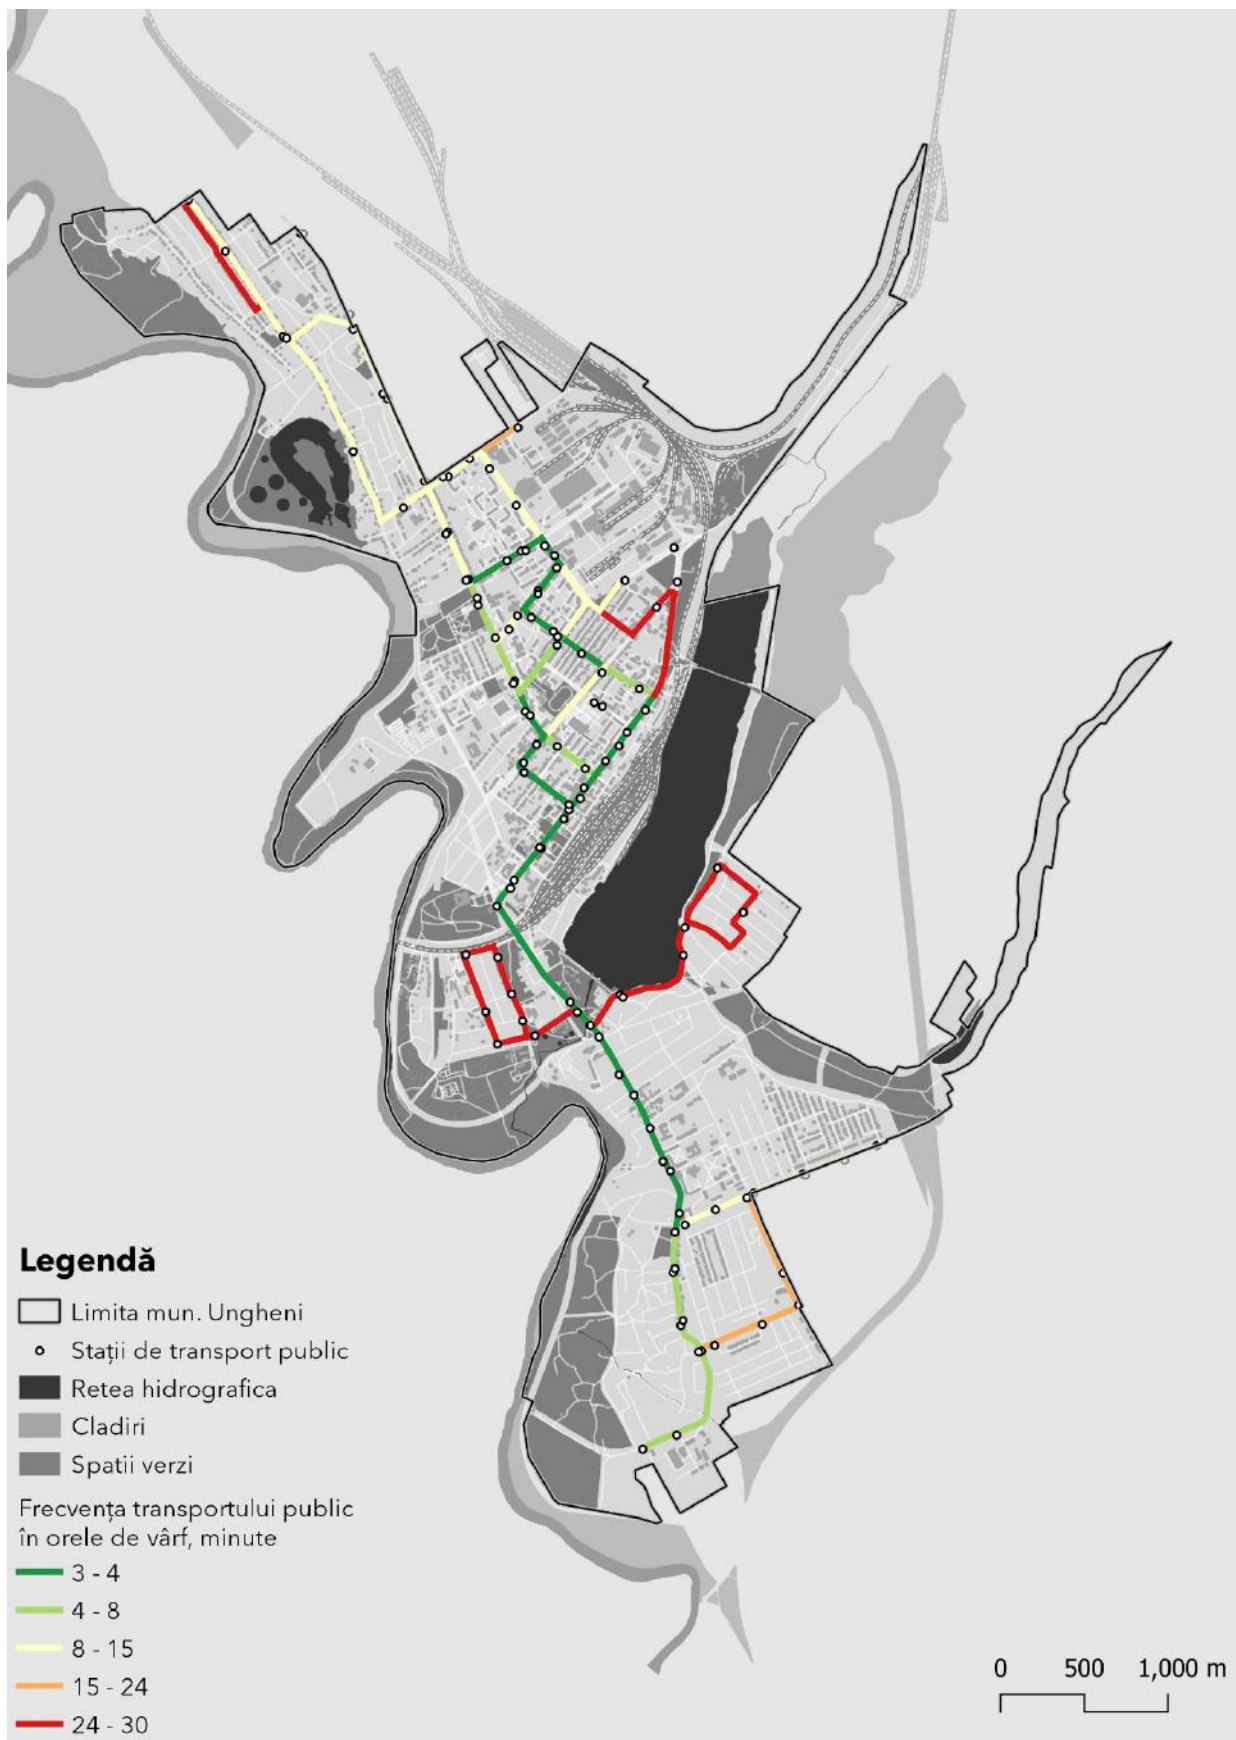 Legendă
Limita mun. Ungheni
Stații de transport public
Retea hidrografica
Cladiri
Spatii verzi
Frecvența transportului public
în orele de vârf, minute
3 - 4
4 - 8
8 - 15
15 - 24
24 - 30
0 500 1,000 m